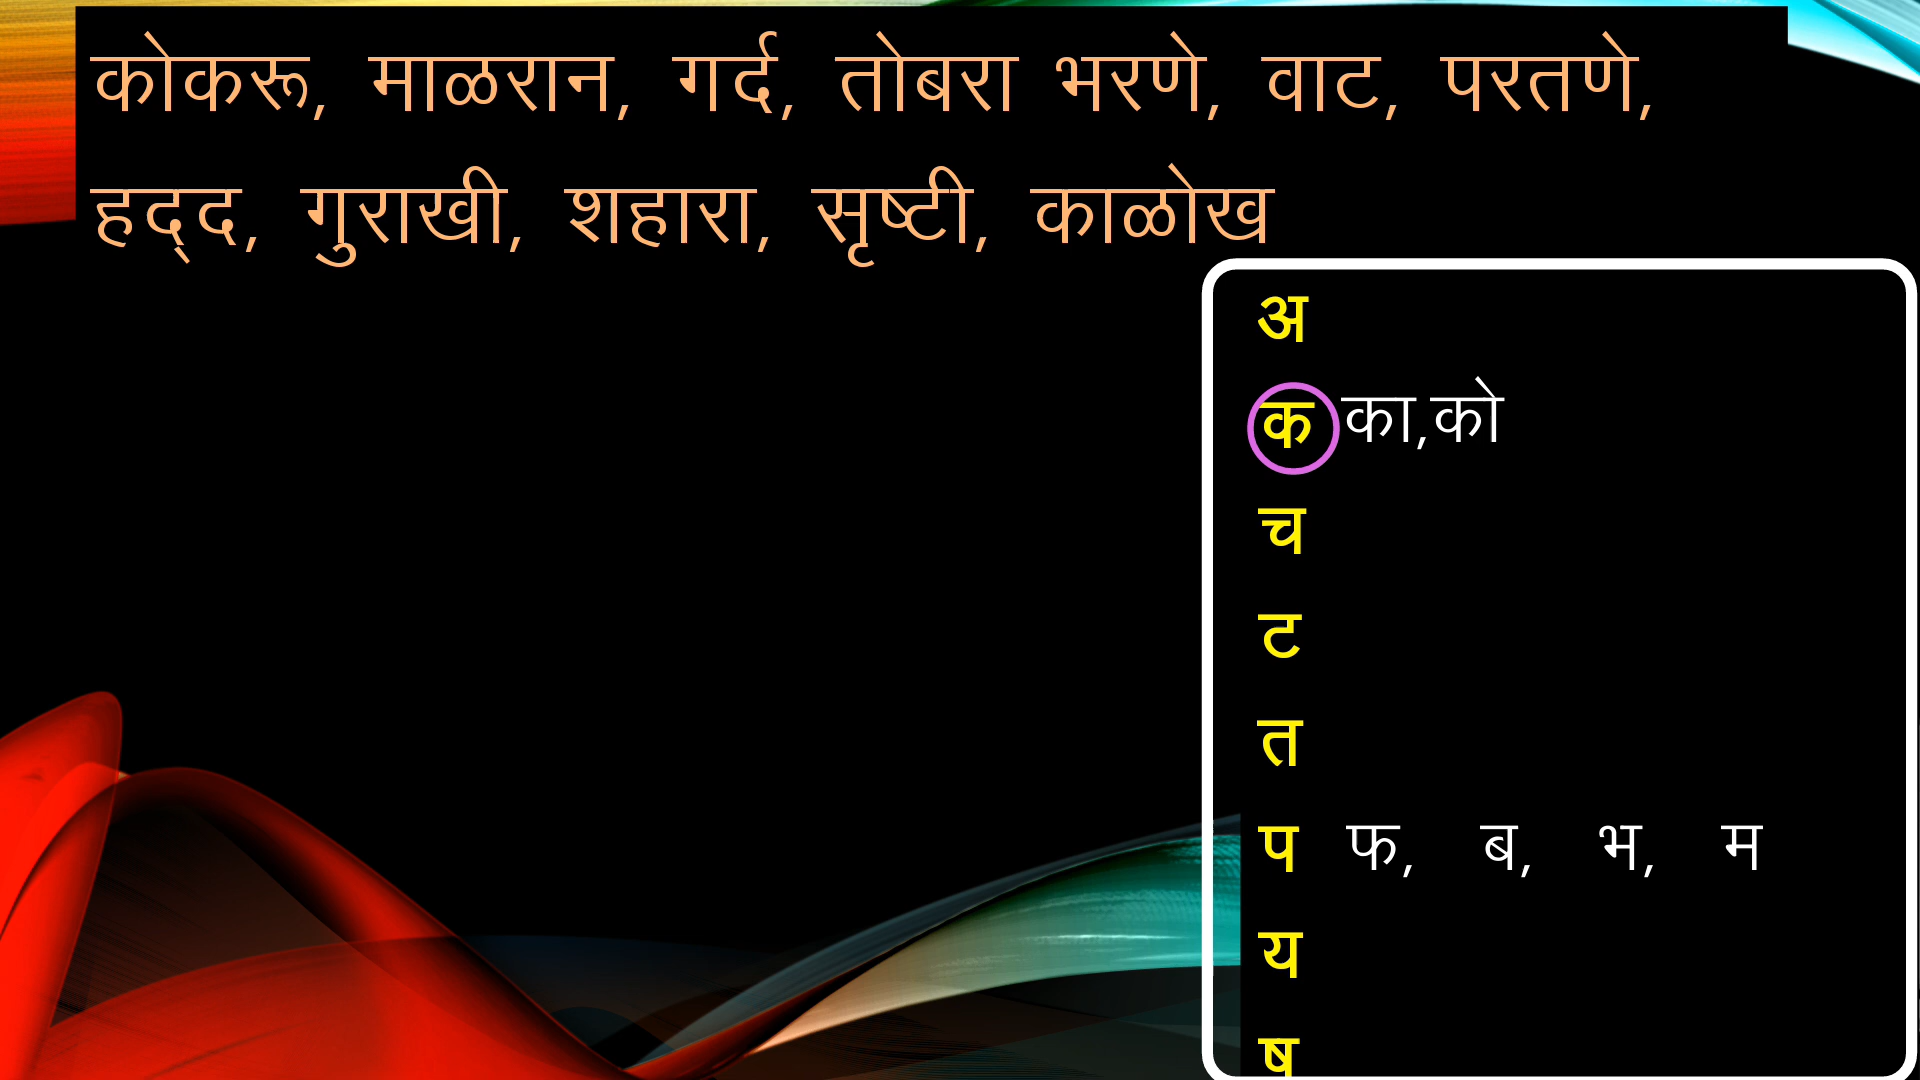 कोकरू, माळरान, गर्द, तोबरा भरणे, वाट, परतणे,
हद्‌द, गुराखी, शहारा, सृष्टी, काळोख
अ
क का,को
च
ट
त
प फ, ब, भ, म
य
ष